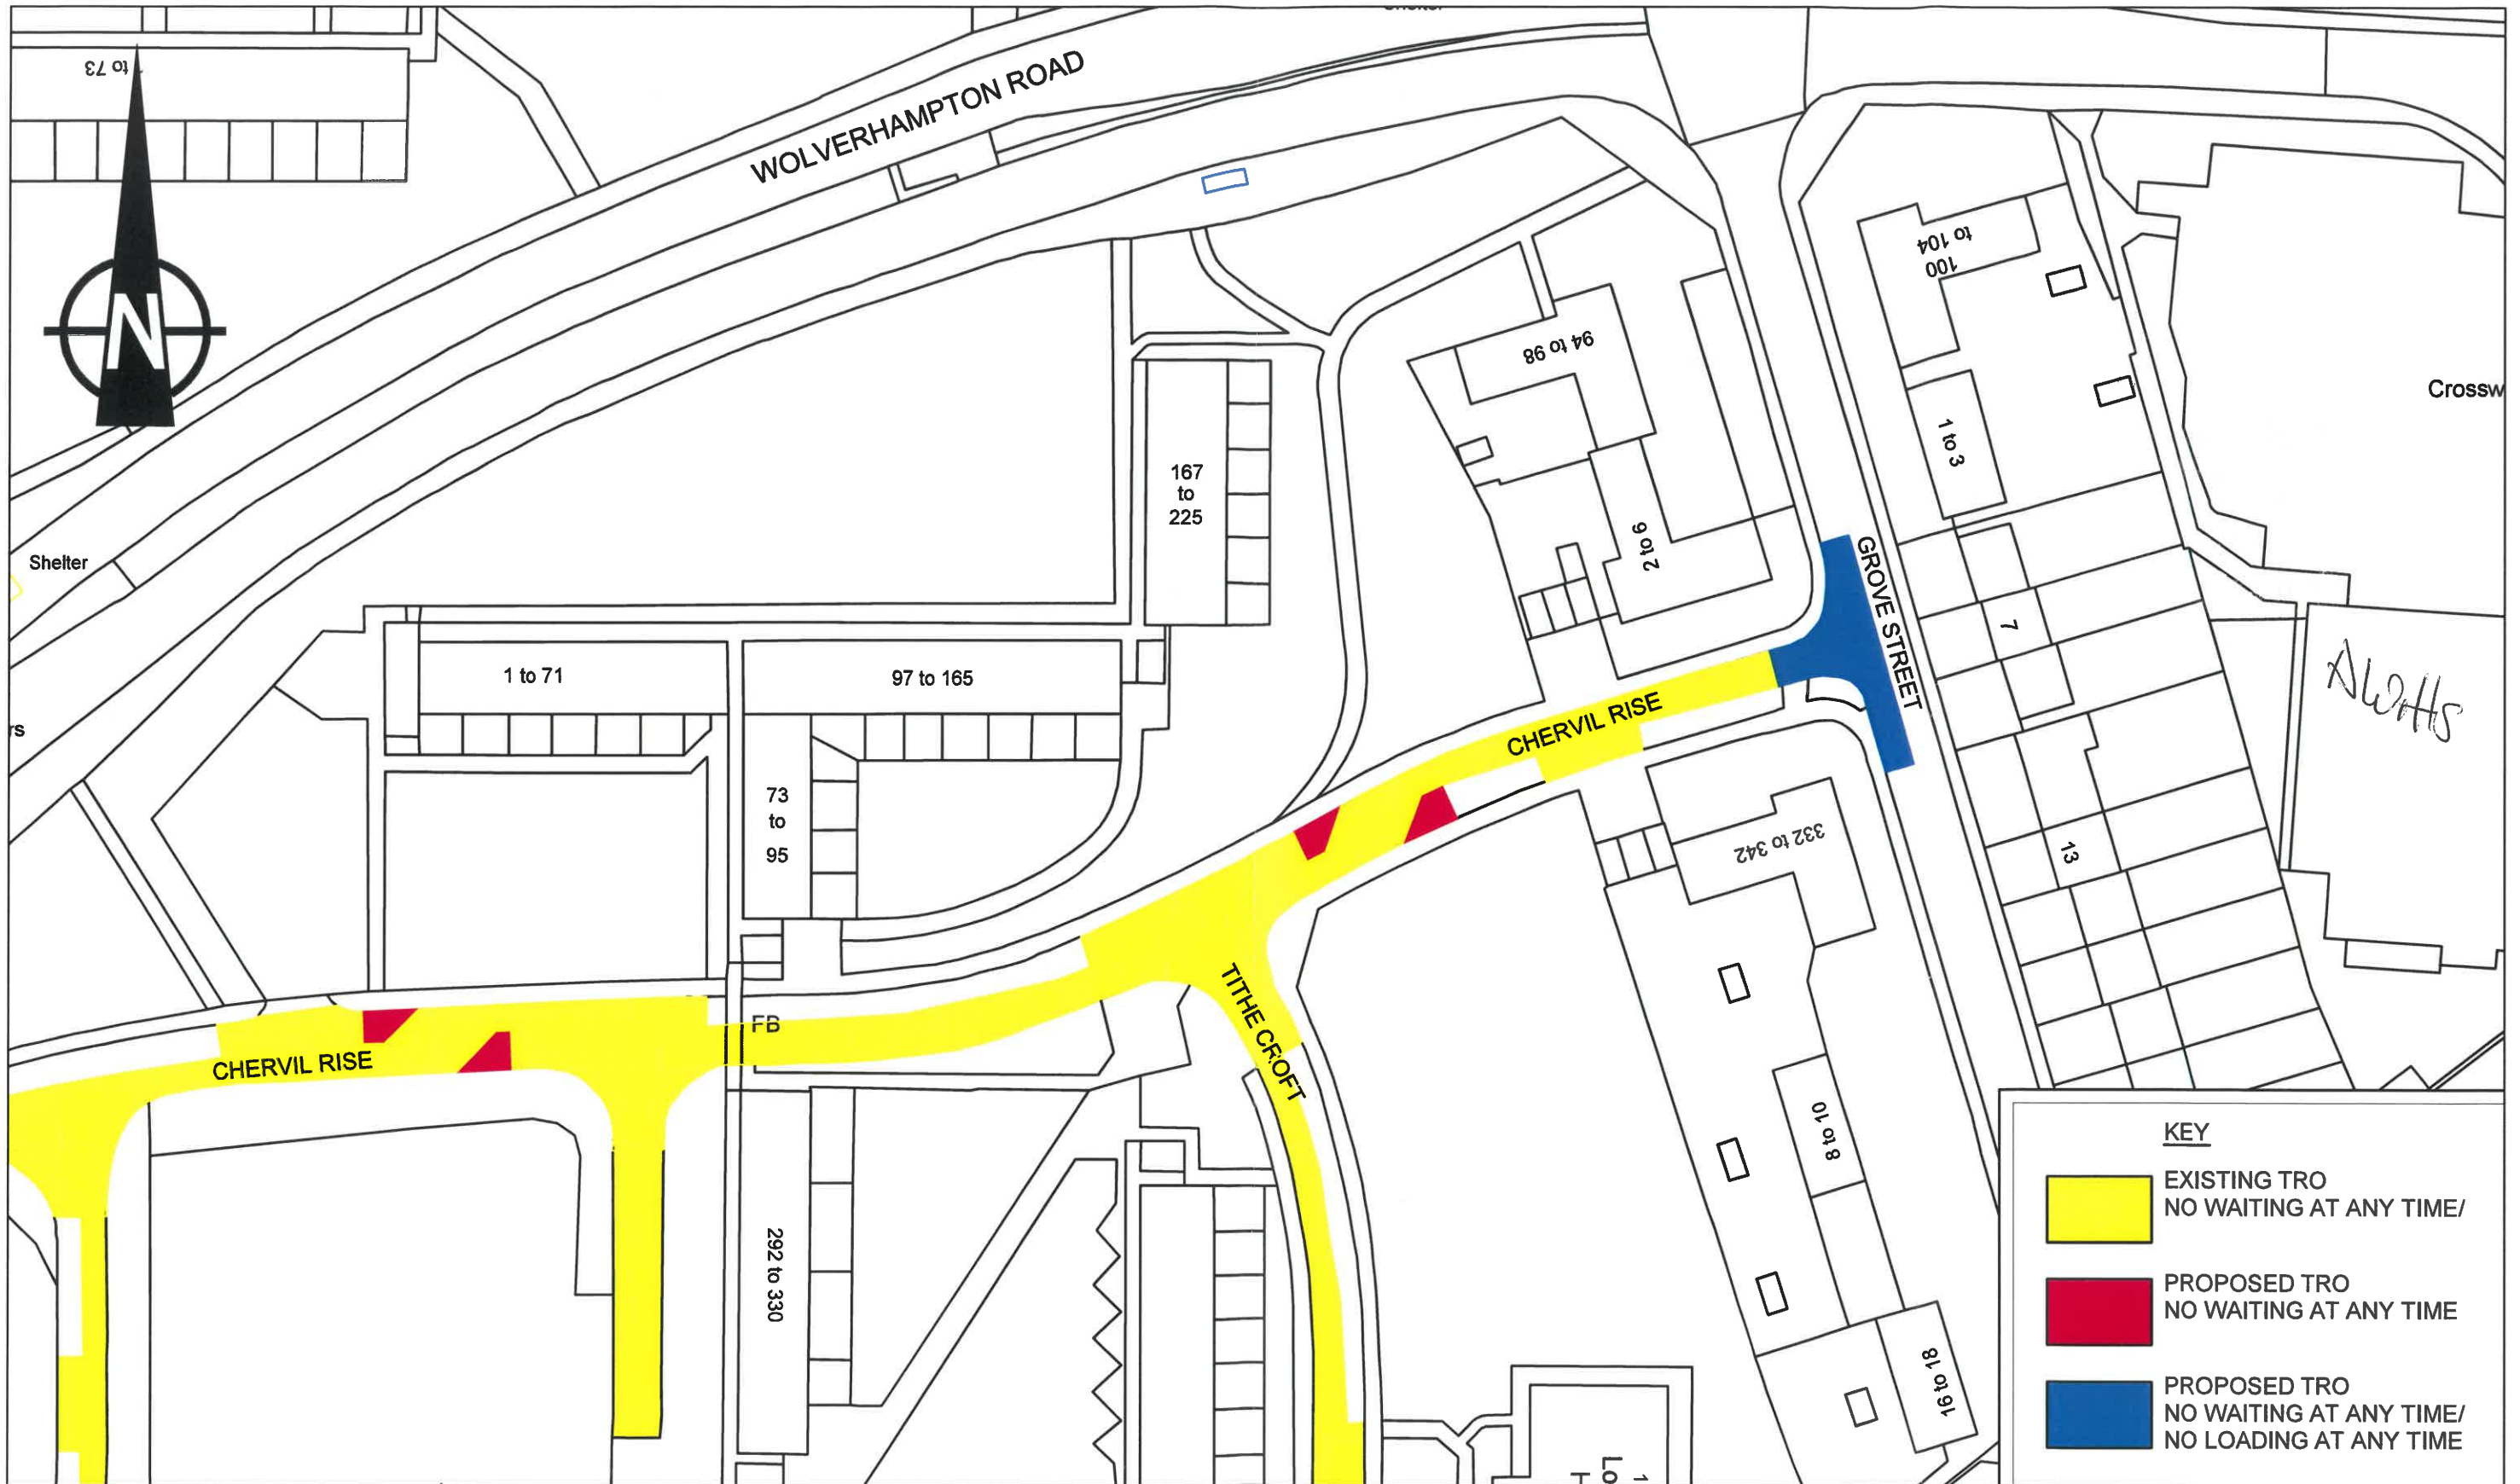 to 73
WOLVERHAMPTON ROAD
N
100
to 104
94 to 98
1 to 3
Crossw
167
to
225
2 to 6
Shelter
GROVE STREET
7
1 to 71
97 to 165
rs
CHERVIL RISE
73
to
95
332 to 342
13
TITHE CROFT
FB
CHERVIL RISE
8 to 10
292 to 330
16 to 18
KEY
EXISTING TRO
NO WAITING AT ANY TIME/
PROPOSED TRO
NO WAITING AT ANY TIME
PROPOSED TRO
NO WAITING AT ANY TIME/
NO LOADING AT ANY TIME